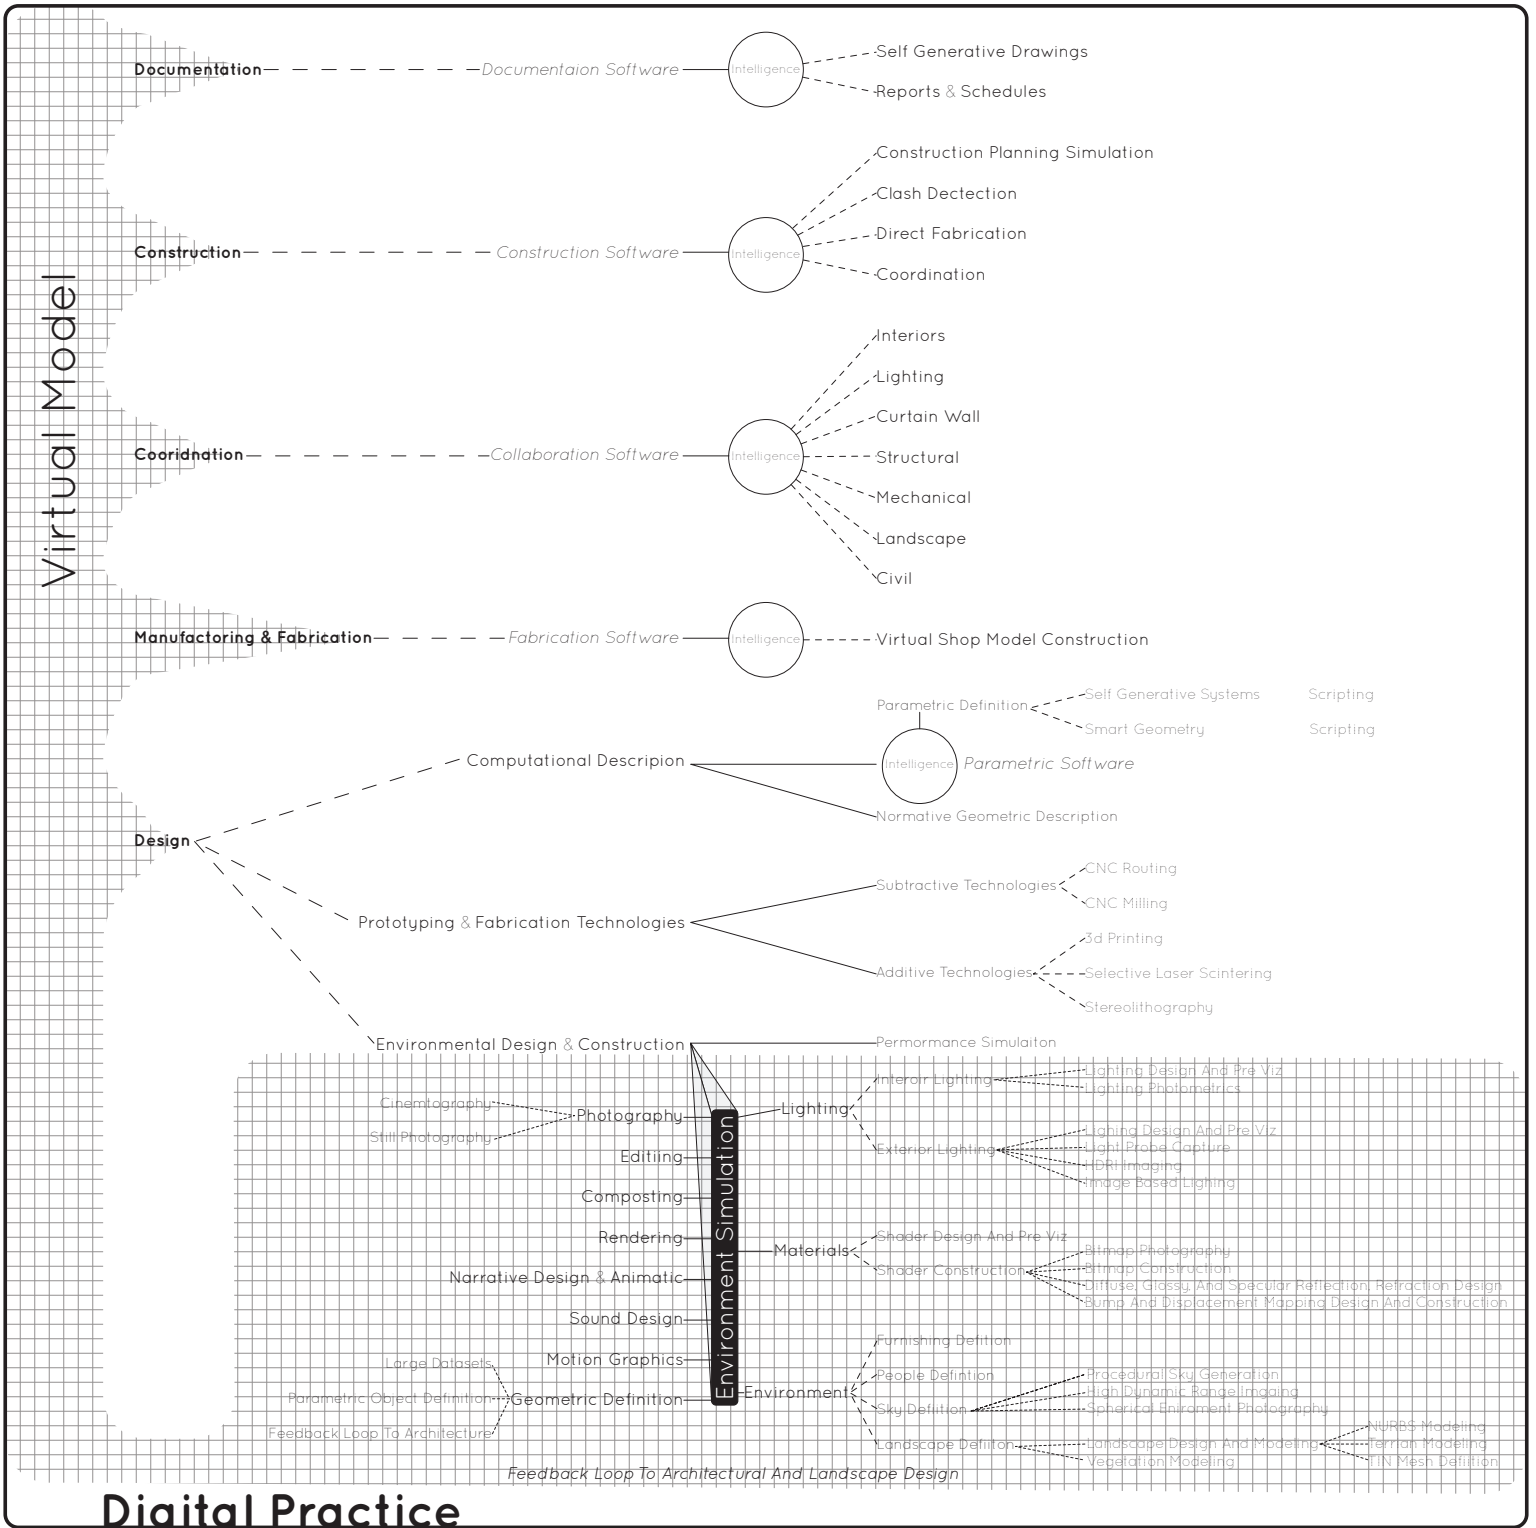 Virtual Model
Documentation
Documentaion Software
Intelligence
Self Generative Drawings
Reports & Schedules
Construction
Construction Software
Intelligence
Construction Planning Simulation
Clash Dectection
Direct Fabrication
Coordination
Cooridnation
Collaboration Software
Intelligence
Interiors
Lighting
Curtain Wall
Structural
Mechanical
Landscape
Civil
Manufactoring & Fabrication
Fabrication Software
Intelligence
Virtual Shop Model Construction
Design
Computational Descripion
Parametric Definition
Self Generative Systems
Scripting
Smart Geometry
Scripting
Intelligence
Parametric Software
Normative Geometric Description
Prototyping & Fabrication Technologies
Subtractive Technologies
CNC Routing
CNC Milling
Additive Technologies
3d Printing
Selective Laser Scintering
Stereolithography
Environmental Design & Construction
Permormance Simulaiton
Environment Simulation
Photography
Cinemtography
Still Photography
Editiing
Composting
Rendering
Narrative Design & Animatic
Sound Design
Motion Graphics
Geometric Definition
Large Datasets
Parametric Object Definition
Feedback Loop To Architecture
Lighting
Interoir Lighting
Lighting Design And Pre Viz
Lighting Photometrics
Exterior Lighting
Lighing Design And Pre Viz
Light Probe Capture
HDRI Imaging
Image Based Lighing
Materials
Shader Design And Pre Viz
Shader Construction
Bitmap Photography
Bitmap Construction
Diffuse, Glossy, And Specular Reflection, Refraction Design
Bump And Displacement Mapping Design And Construction
Environment
Furnishing Defition
People Defintion
Sky Defiition
Procedural Sky Generation
High Dynamic Range Imgaing
Spherical Eniroment Photography
Landscape Defiiton
Landscape Design And Modeling
NURBS Modeling
Terrian Modeling
TIN Mesh Defiition
Vegetation Modeling
Feedback Loop To Architectural And Landscape Design
Digital Practice